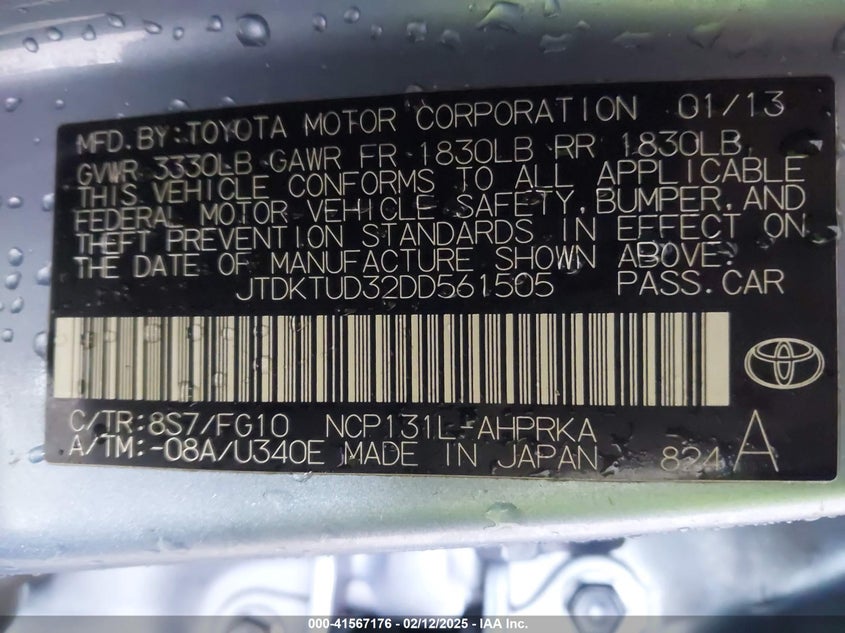 MFD.BY:TOYOTA MOTOR CORPORATION 01/13
GVWR 3330LB GAWR FR 1830LB RR 1830LB
THIS VEHICLE CONFORMS TO ALL APPLICABLE
FEDERAL MOTOR VEHICLE SAFETY,BUMPER,AND
THEFT PREVENTION STANDARDS IN EFFECT ON
THE DATE OF MANUFACTURE SHOWN ABOVE.
JTDKTUD32DD561505 PASS.CAR
C/TR:8S7/FG10 NCP131L-AHPRKA
A/TM:-08A/U340E MADE IN JAPAN 824 A
000-41567176 - 02/12/2025 - IAA Inc.